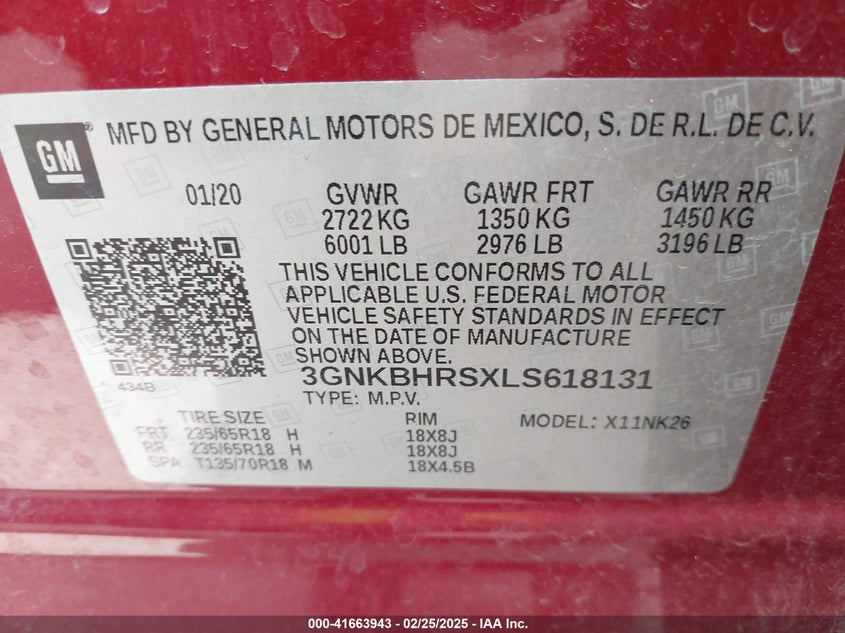 GM
MFD BY GENERAL MOTORS DE MEXICO, S. DE R.L. DE C.V.
01/20 GVWR GAWR FRT GAWR RR
2722 KG 1350 KG 1450 KG
6001 LB 2976 LB 3196 LB
THIS VEHICLE CONFORMS TO ALL
APPLICABLE U.S. FEDERAL MOTOR
VEHICLE SAFETY STANDARDS IN EFFECT
ON THE DATE OF MANUFACTURE
SHOWN ABOVE.
434B
3GNKBHRSXLS618131
TYPE: M.P.V.
TIRE SIZE RIM MODEL: X11NK26
FRT 235/65R18 H 18X8J
RR 235/65R18 H 18X8J
SPA T135/70R18 M 18X4.5B
000-41663943 / 02/25/2025 - IAA Inc.